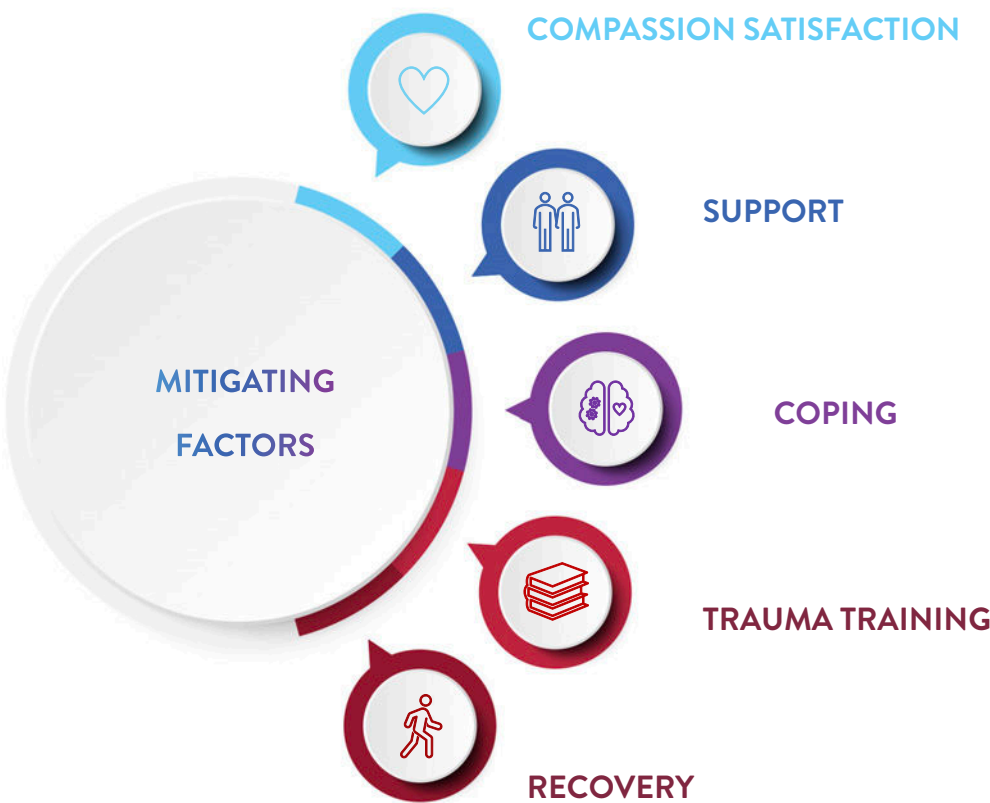 COMPASSION SATISFACTION
SUPPORT
MITIGATING
FACTORS
COPING
TRAUMA TRAINING
RECOVERY